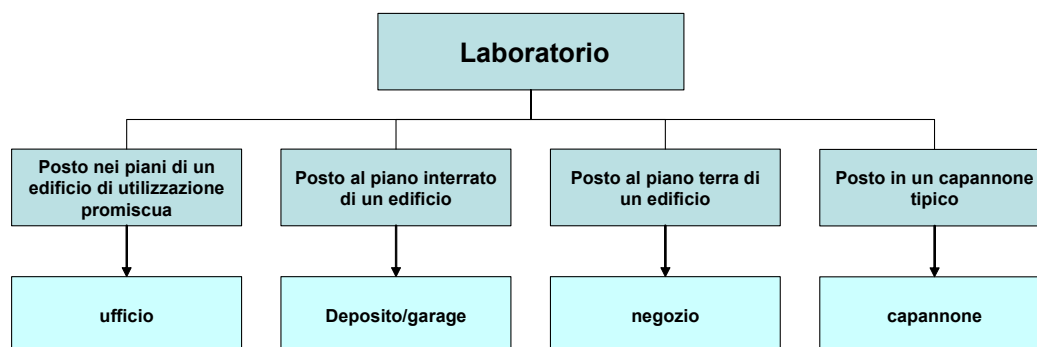 Laboratorio
Posto nei piani di un
edificio di utilizzazione
promiscua
Posto al piano interrato
di un edificio
Posto al piano terra di
un edificio
Posto in un capannone
tipico
ufficio
Deposito/garage
negozio
capannone